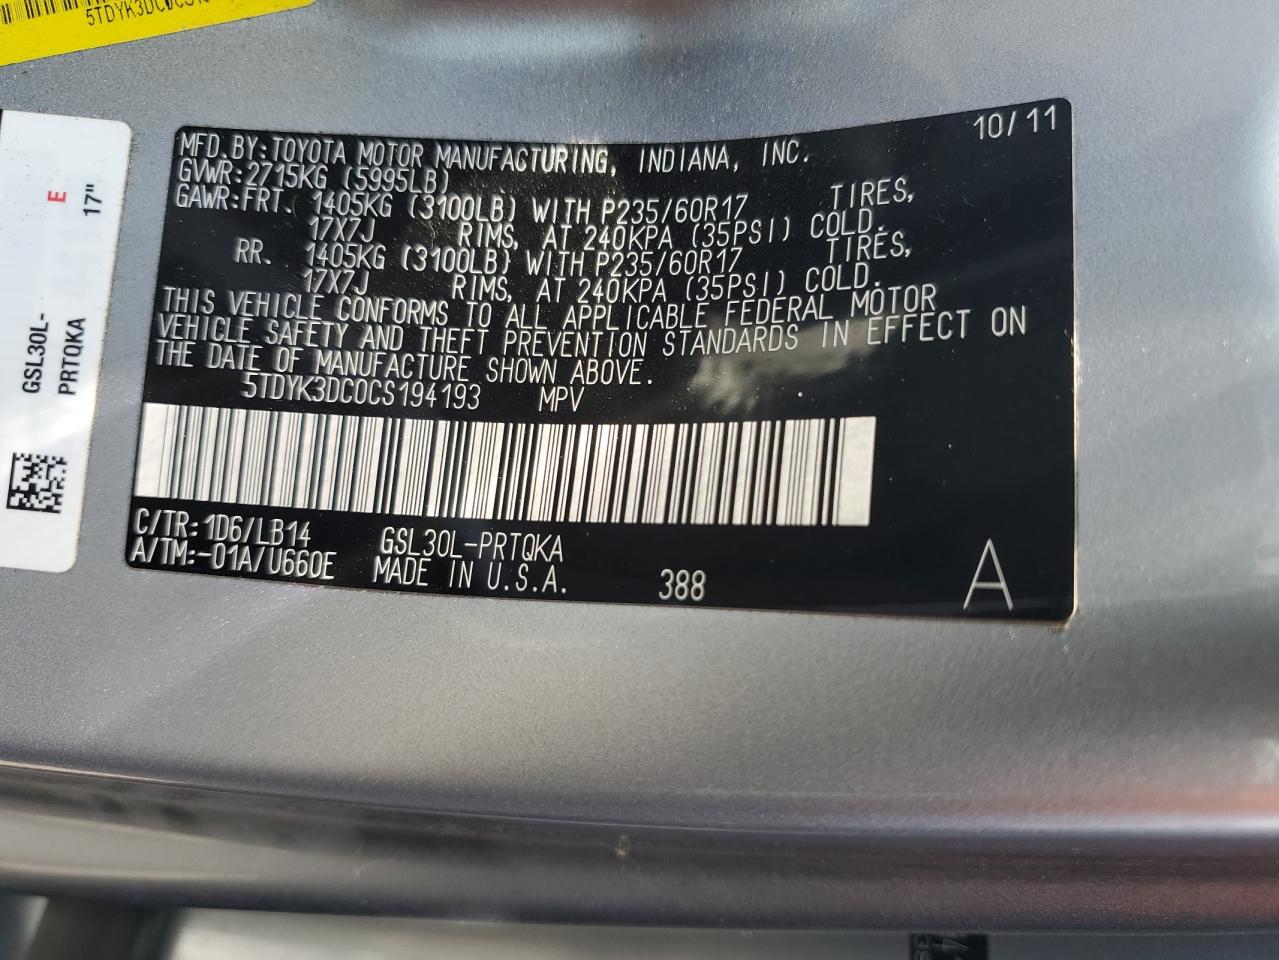 5TDYK3DC0CS1
10/11
MFD.BY:TOYOTA MOTOR MANUFACTURING, INDIANA, INC.
GVWR:2715KG (5995LB)
GAWR:FRT. 1405KG (3100LB) WITH P235/60R17 TIRES,
17X7J RIMS, AT 240KPA (35PSI) COLD.
RR. 1405KG (3100LB) WITH P235/60R17 TIRES,
17X7J RIMS, AT 240KPA (35PSI) COLD.
THIS VEHICLE CONFORMS TO ALL APPLICABLE FEDERAL MOTOR
VEHICLE SAFETY AND THEFT PREVENTION STANDARDS IN EFFECT ON
THE DATE OF MANUFACTURE SHOWN ABOVE.
5TDYK3DC0CS194193 MPV
C/TR:1D6/LB14 GSL30L-PRTQKA
A/TM:-01A/U660E MADE IN U.S.A. 388
A
GSL30L-
PRTQKA
E
17"